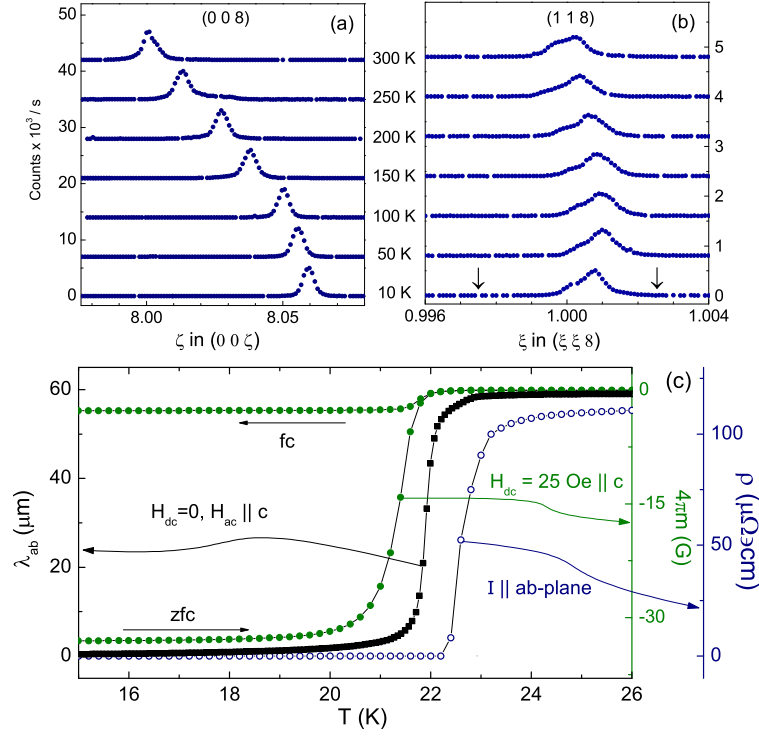 (0 0 8)
(a)
(1 1 8)
(b)
50
40
30
20
10
0
Counts x 10³ / s
300 K
250 K
200 K
150 K
100 K
50 K
10 K
5
4
3
2
1
0
8.00
8.05
ζ in (0 0 ζ)
0.996
1.000
1.004
ξ in (ξ ξ 8)
(c)
60
40
20
0
λab (μm)
fc
Hdc=0, Hac || c
zfc
Hdc = 25 Oe || c
I || ab-plane
0
-15
-30
4πm (G)
100
50
0
ρ (μΩ϶cm)
16
18
20
22
24
26
T (K)